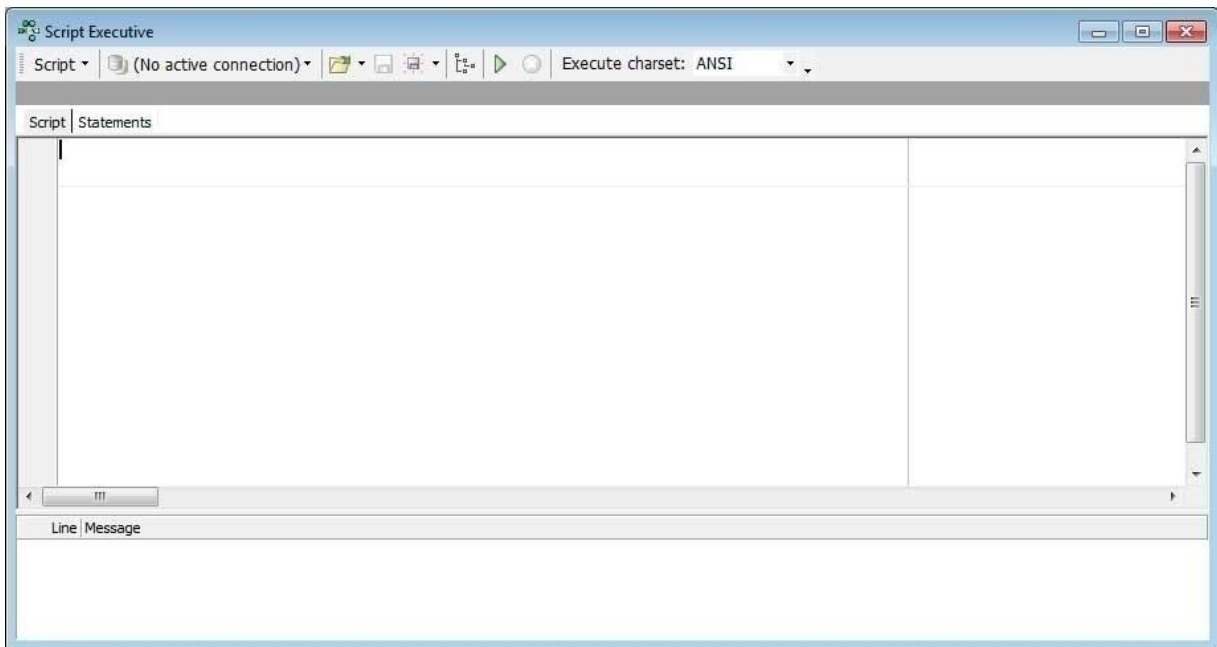 Script Executive
Script (No active connection) Execute charset: ANSI
Script Statements
Line Message